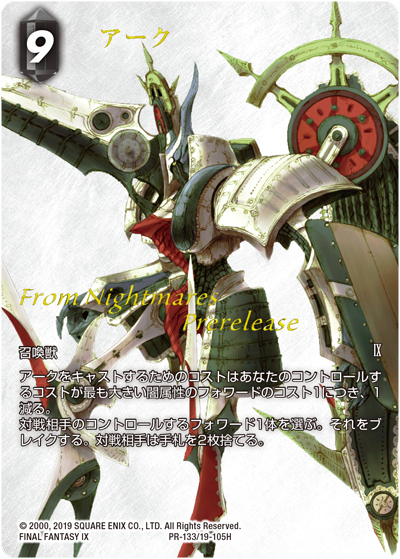 9
アーク
From Nightmares
Prerelease
召喚獣 IX
アークをキャストするためのコストはあなたのコントロールす
るコストが最も大きい闇属性のフォワードのコスト1につき、1
減る。
対戦相手のコントロールするフォワード1体を選ぶ。それをブ
レイクする。対戦相手は手札を2枚捨てる。
© 2000, 2019 SQUARE ENIX CO., LTD. All Rights Reserved.
FINAL FANTASY IX PR-133/19-105H